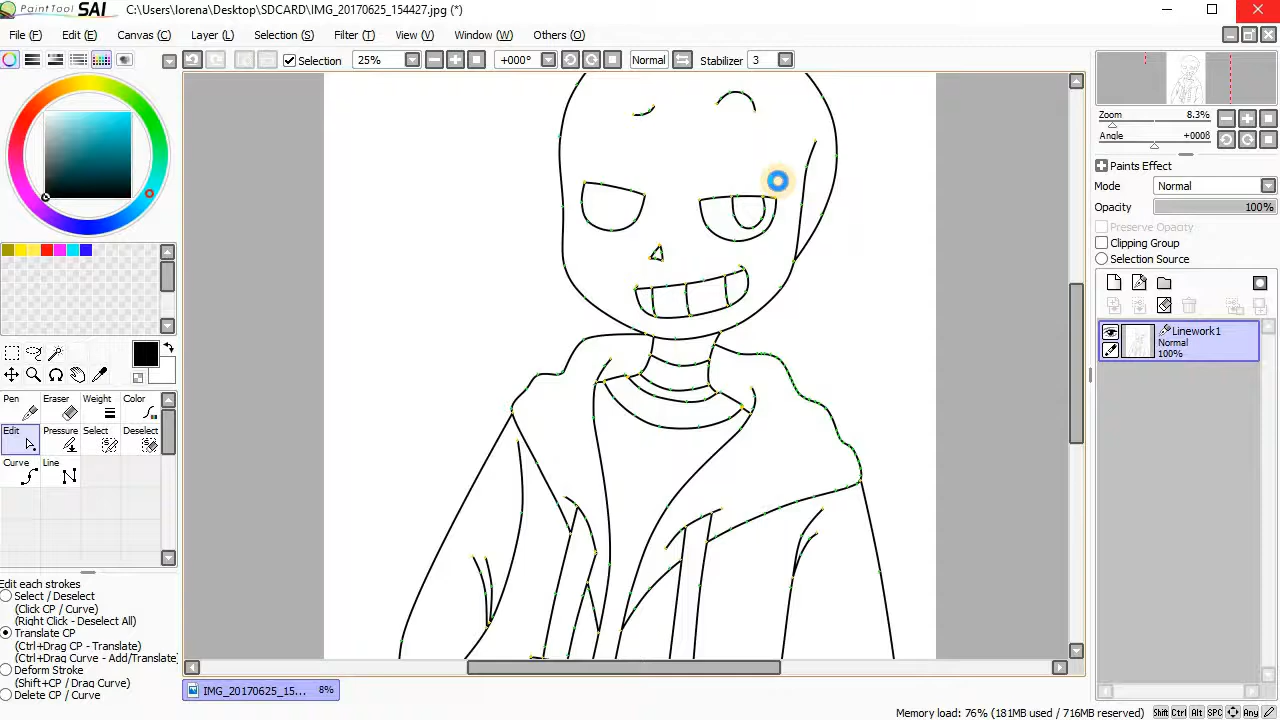 PaintTool SAI C:\Users\lorena\Desktop\SDCARD\IMG_20170625_154427.jpg (*)
File (F) Edit (E) Canvas (C) Layer (L) Selection (S) Filter (T) View (V) Window (W) Others (O)
Selection 25% +000° Normal Stabilizer 3
Zoom 8.3%
Angle +000ß
Paints Effect
Mode Normal
Opacity 100%
Preserve Opacity
Clipping Group
Selection Source
Linework1
Normal
100%
Pen Eraser Weight Color
Edit Pressure Select Deselect
Curve Line
Edit each strokes
Select / Deselect
(Click CP / Curve)
(Right Click - Deselect All)
Translate CP
(Ctrl+Drag CP - Translate)
(Ctrl+Drag Curve - Add/Translate)
Deform Stroke
(Shift+CP / Drag Curve)
Delete CP / Curve
IMG_20170625_15... 8%
Memory load: 76% (181MB used / 716MB reserved) Shift Ctrl Alt SPC Any